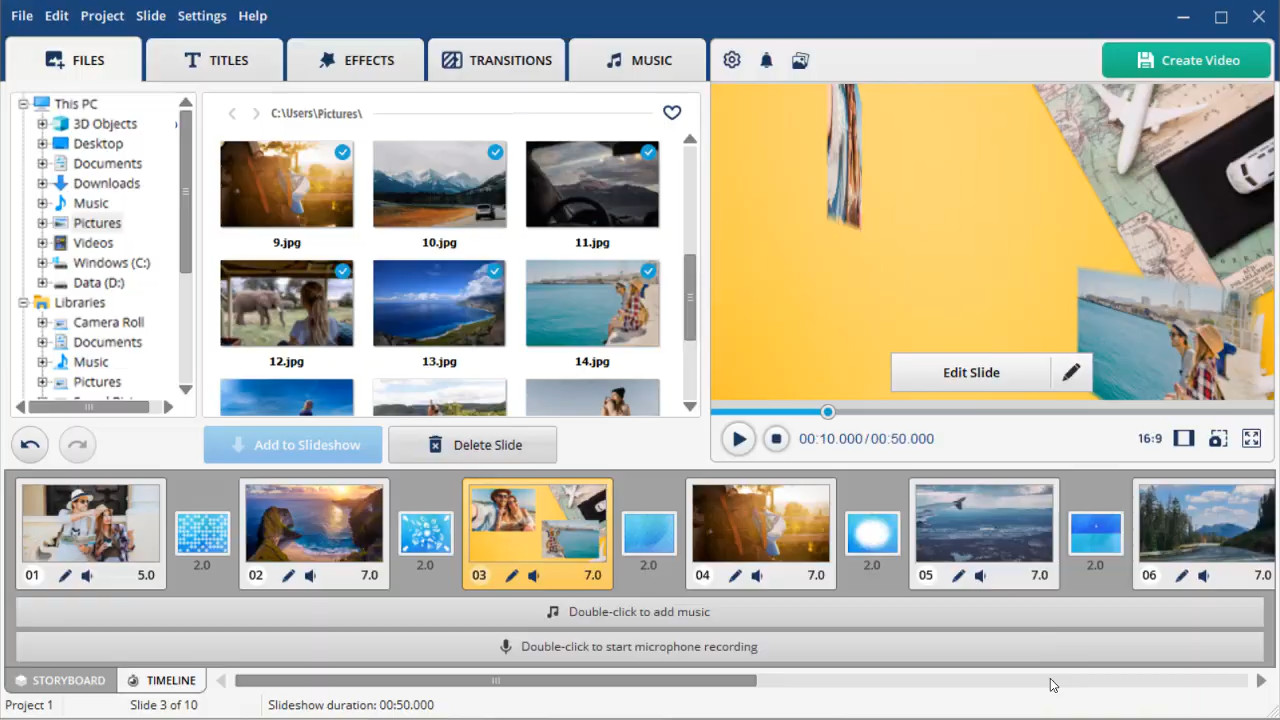 File Edit Project Slide Settings Help
FILES TITLES EFFECTS TRANSITIONS MUSIC Create Video
This PC
3D Objects
Desktop
Documents
Downloads
Music
Pictures
Videos
Windows (C:)
Data (D:)
Libraries
Camera Roll
Documents
Music
Pictures
C:\Users\Pictures\
9.jpg 10.jpg 11.jpg
12.jpg 13.jpg 14.jpg
Edit Slide
00:10.000/00:50.000 16:9
Add to Slideshow Delete Slide
01 5.0 2.0 02 7.0 2.0 03 7.0 2.0 04 7.0 2.0 05 7.0 2.0 06 7.0
Double-click to add music
Double-click to start microphone recording
STORYBOARD TIMELINE
Project 1 Slide 3 of 10 Slideshow duration: 00:50.000